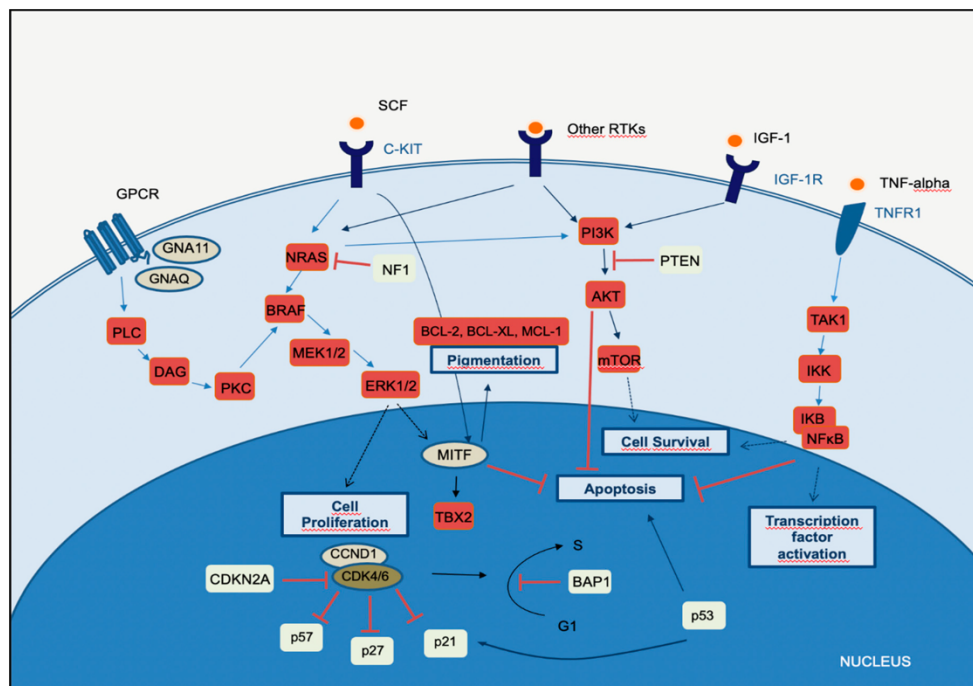 SCF
C-KIT
Other RTKs
IGF-1
IGF-1R
TNF-alpha
TNFR1
GPCR
GNA11
GNAQ
NRAS
NF1
PI3K
PTEN
PLC
BRAF
AKT
TAK1
DAG
MEK1/2
BCL-2, BCL-XL, MCL-1
Pigmentation
mTOR
PKC
ERK1/2
IKK
IKB
NFκB
MITF
Cell Survival
Apoptosis
Cell
Proliferation
TBX2
Transcription
factor
activation
CCND1
CDK4/6
CDKN2A
S
BAP1
G1
p53
p57
p27
p21
NUCLEUS